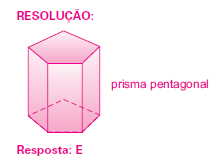 RESOLUÇÃO:
prisma pentagonal
Resposta: E